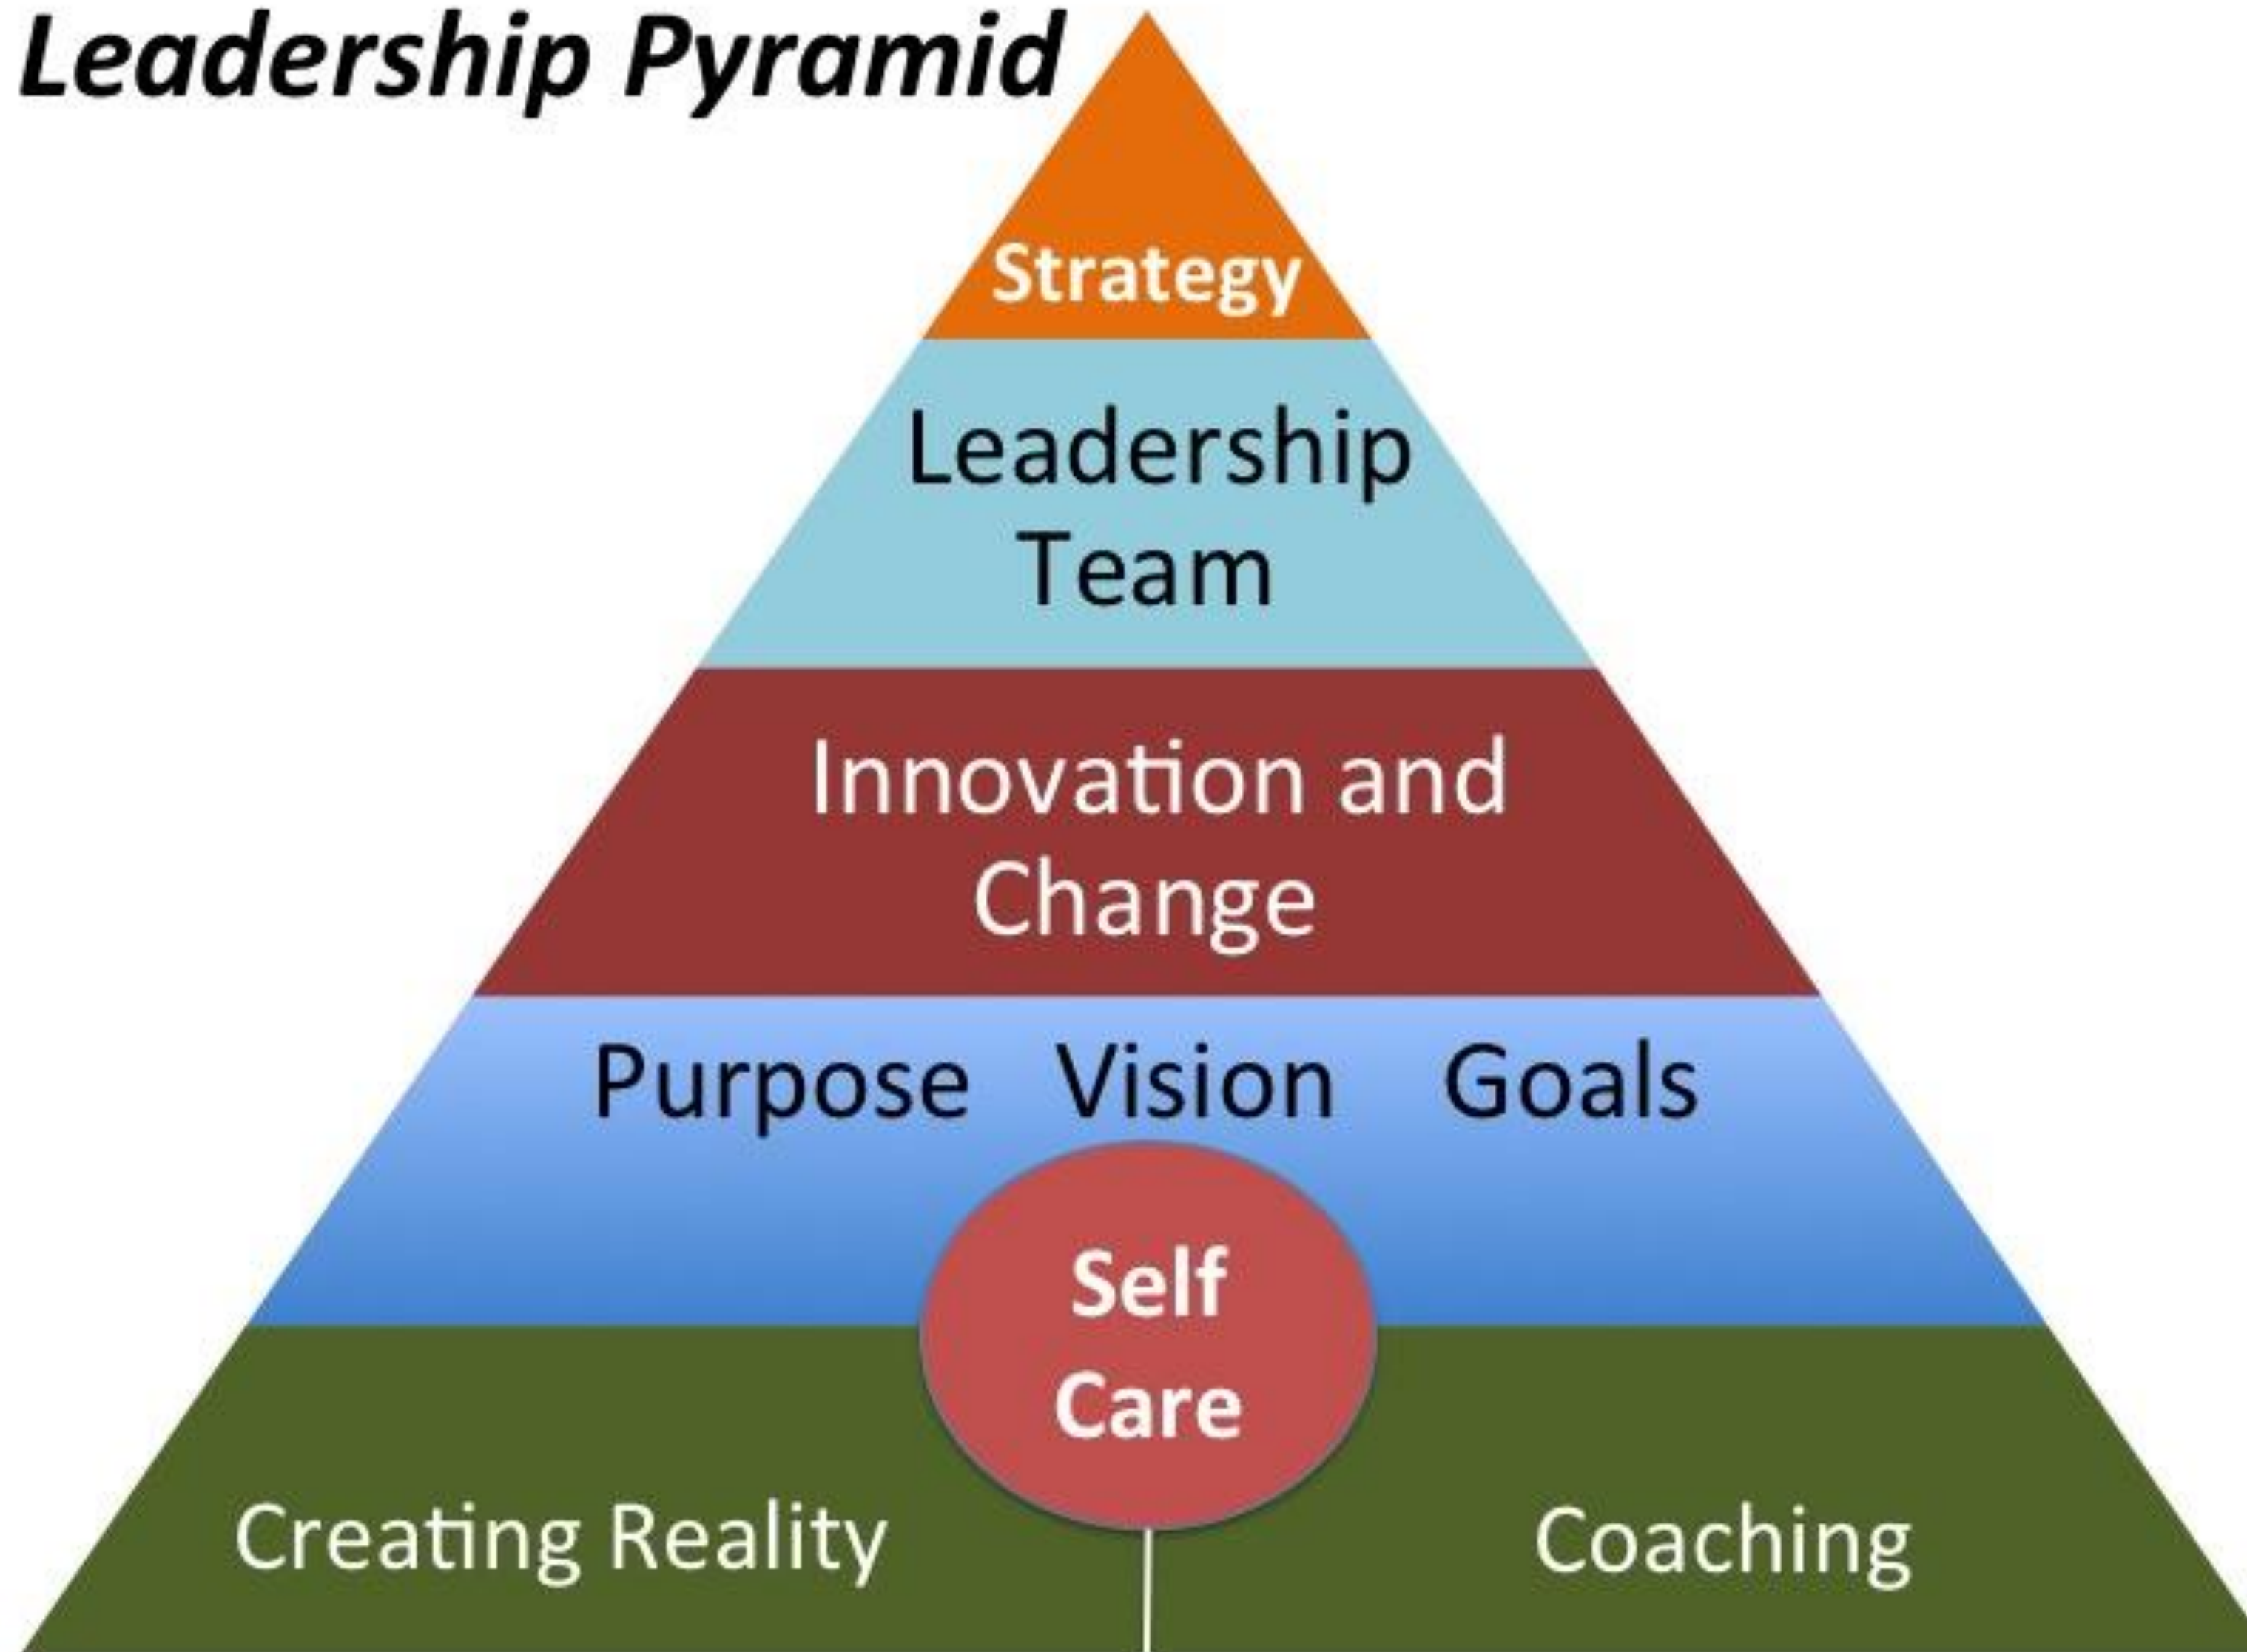 Leadership Pyramid
Strategy
Leadership
Team
Innovation and
Change
Purpose Vision Goals
Self
Care
Creating Reality Coaching